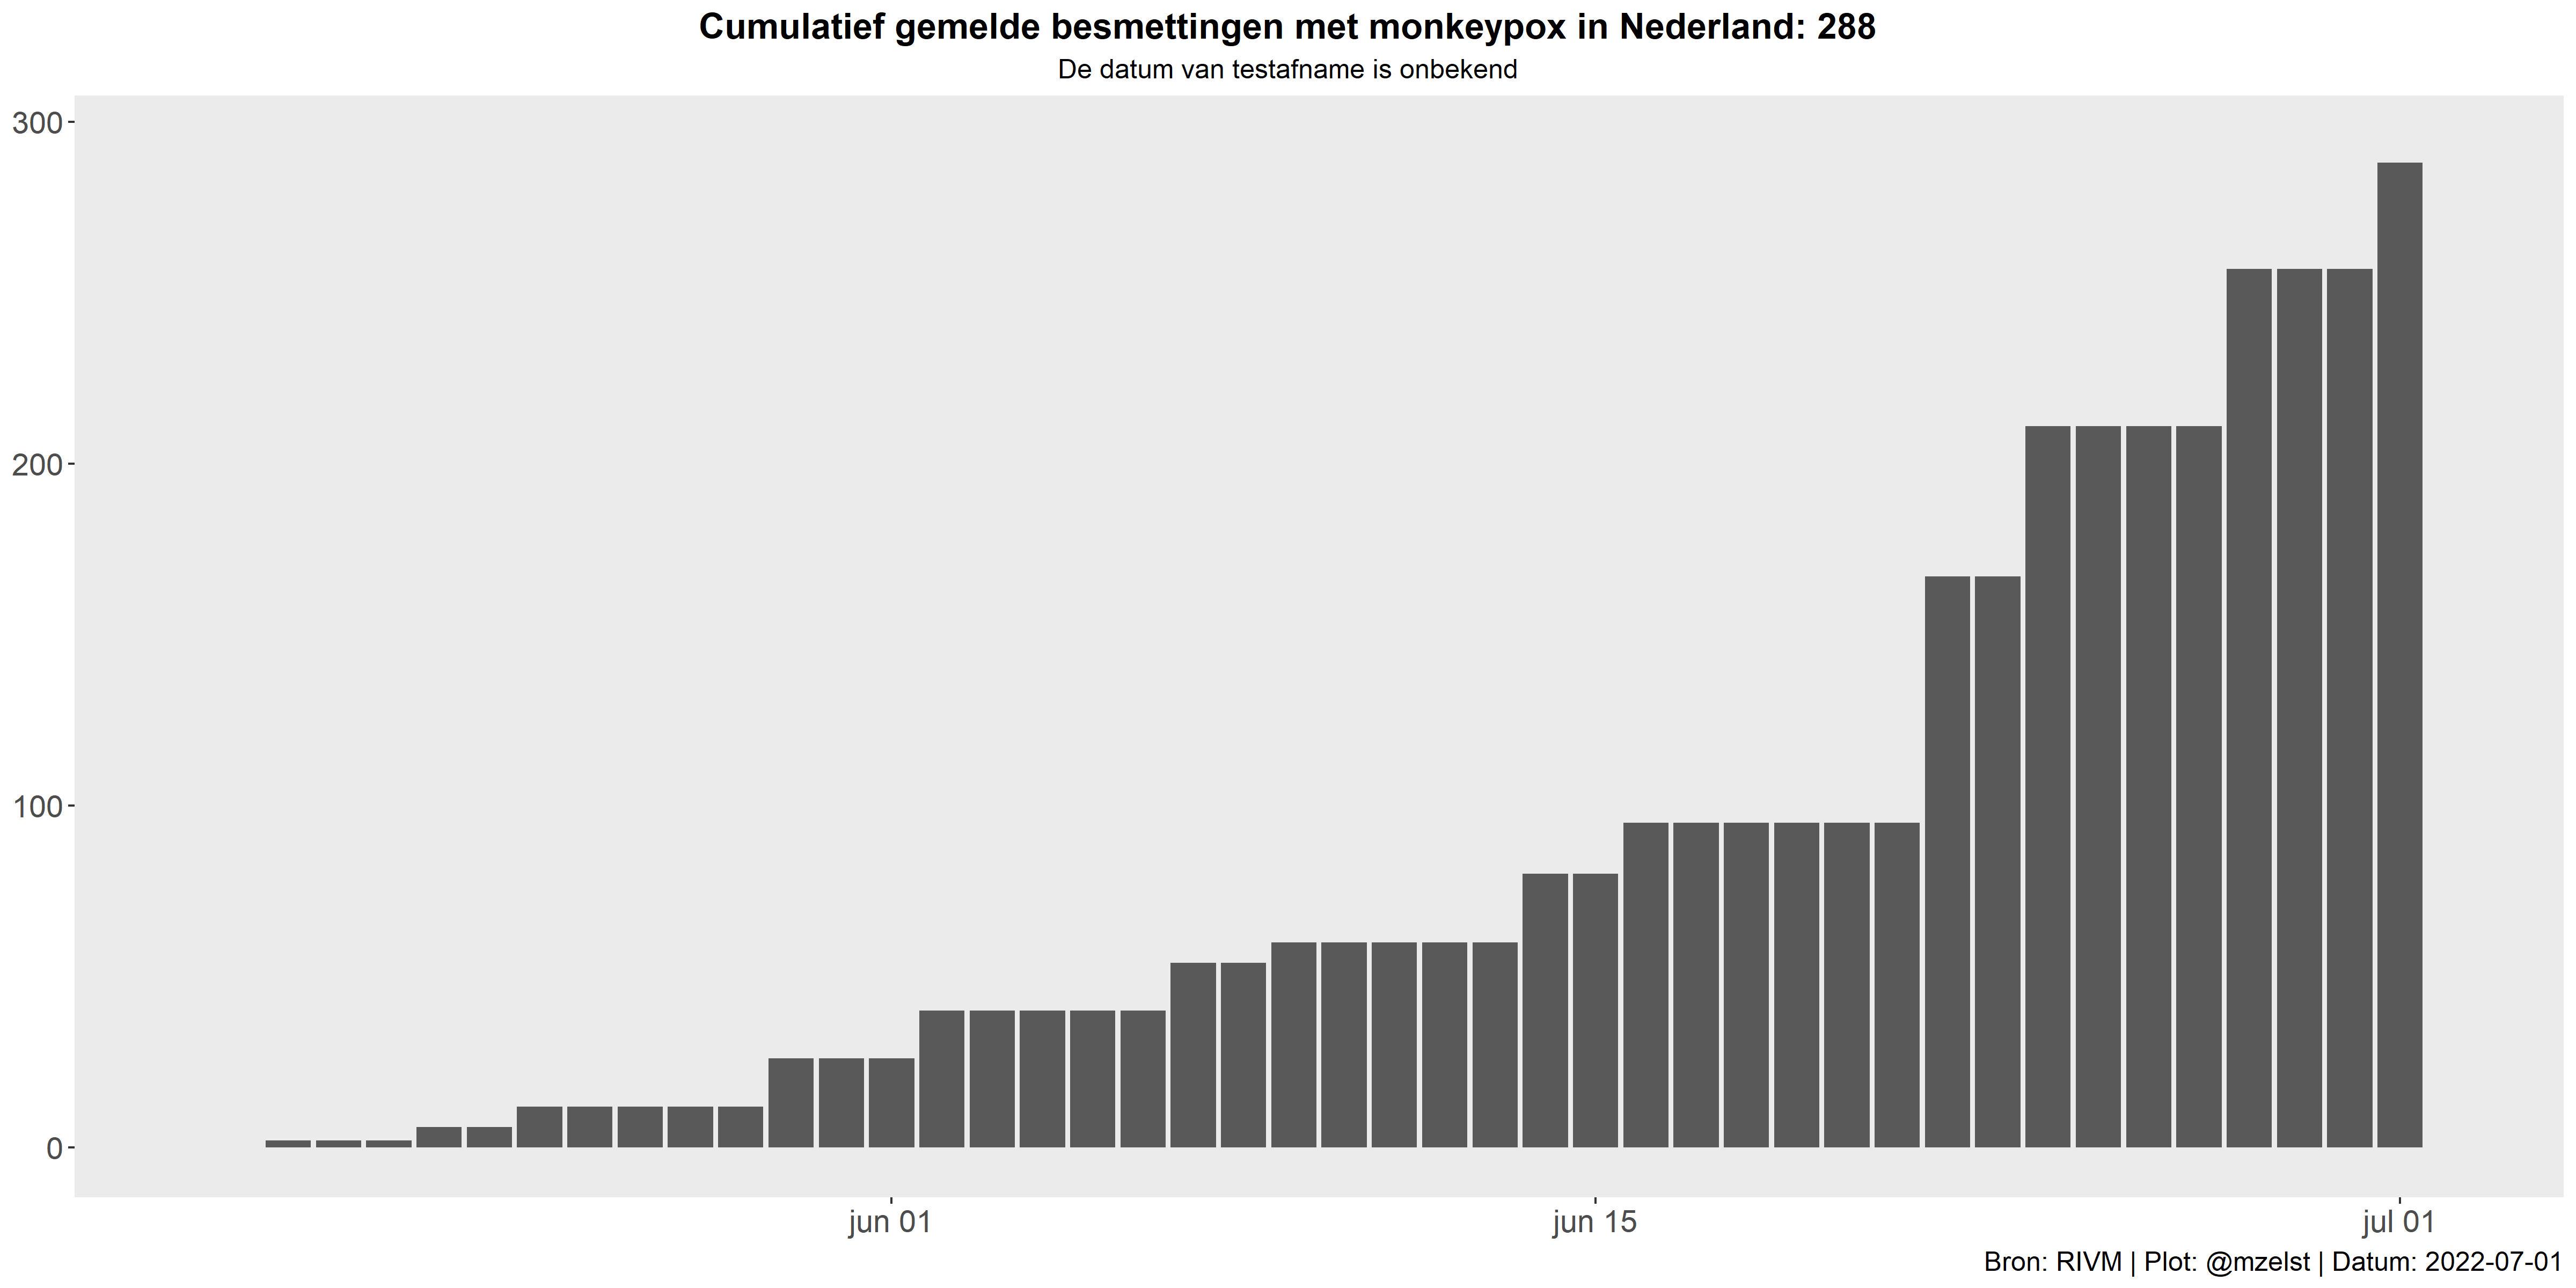 Cumulatief gemelde besmettingen met monkeypox in Nederland: 288
De datum van testafname is onbekend
300
200
100
0
jun 01
jun 15
jul 01
Bron: RIVM | Plot: @mzelst | Datum: 2022-07-01